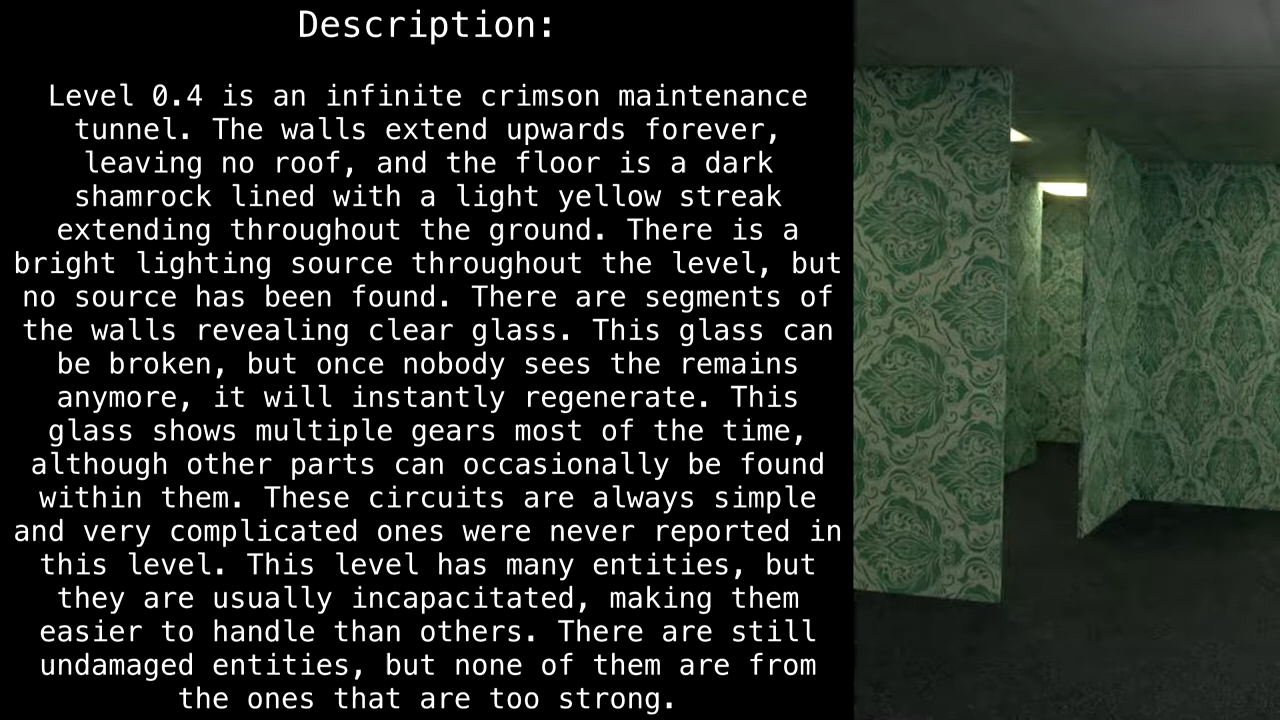 Description:
Level 0.4 is an infinite crimson maintenance
tunnel. The walls extend upwards forever,
leaving no roof, and the floor is a dark
shamrock lined with a light yellow streak
extending throughout the ground. There is a
bright lighting source throughout the level, but
no source has been found. There are segments of
the walls revealing clear glass. This glass can
be broken, but once nobody sees the remains
anymore, it will instantly regenerate. This
glass shows multiple gears most of the time,
although other parts can occasionally be found
within them. These circuits are always simple
and very complicated ones were never reported in
this level. This level has many entities, but
they are usually incapacitated, making them
easier to handle than others. There are still
undamaged entities, but none of them are from
the ones that are too strong.